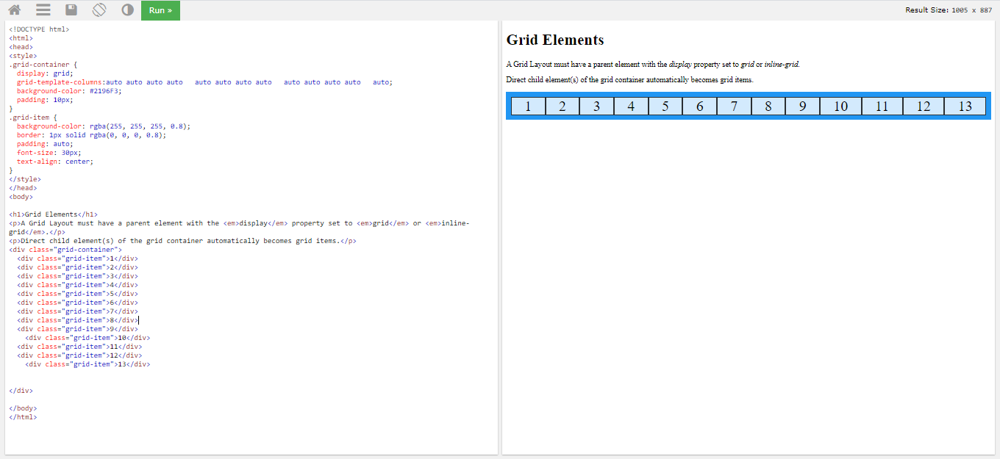 Run »
Result Size: 1005 x 887
<!DOCTYPE html>
<html>
<head>
<style>
.grid-container {
  display: grid;
  grid-template-columns:auto auto auto auto   auto auto auto auto   auto auto auto auto   auto;
  background-color: #2196F3;
  padding: 10px;
}
.grid-item {
  background-color: rgba(255, 255, 255, 0.8);
  border: 1px solid rgba(0, 0, 0, 0.8);
  padding: auto;
  font-size: 30px;
  text-align: center;
}
</style>
</head>
<body>

<h1>Grid Elements</h1>
<p>A Grid Layout must have a parent element with the <em>display</em> property set to <em>grid</em> or <em>inline-
grid</em>.</p>
<p>Direct child element(s) of the grid container automatically becomes grid items.</p>
<div class="grid-container">
  <div class="grid-item">1</div>
  <div class="grid-item">2</div>
  <div class="grid-item">3</div>
  <div class="grid-item">4</div>
  <div class="grid-item">5</div>
  <div class="grid-item">6</div>
  <div class="grid-item">7</div>
  <div class="grid-item">8</div>
  <div class="grid-item">9</div>
    <div class="grid-item">10</div>
  <div class="grid-item">11</div>
  <div class="grid-item">12</div>
    <div class="grid-item">13</div>

</div>

</body>
</html>
Grid Elements
A Grid Layout must have a parent element with the display property set to grid or inline-grid.
Direct child element(s) of the grid container automatically becomes grid items.
1 2 3 4 5 6 7 8 9 10 11 12 13